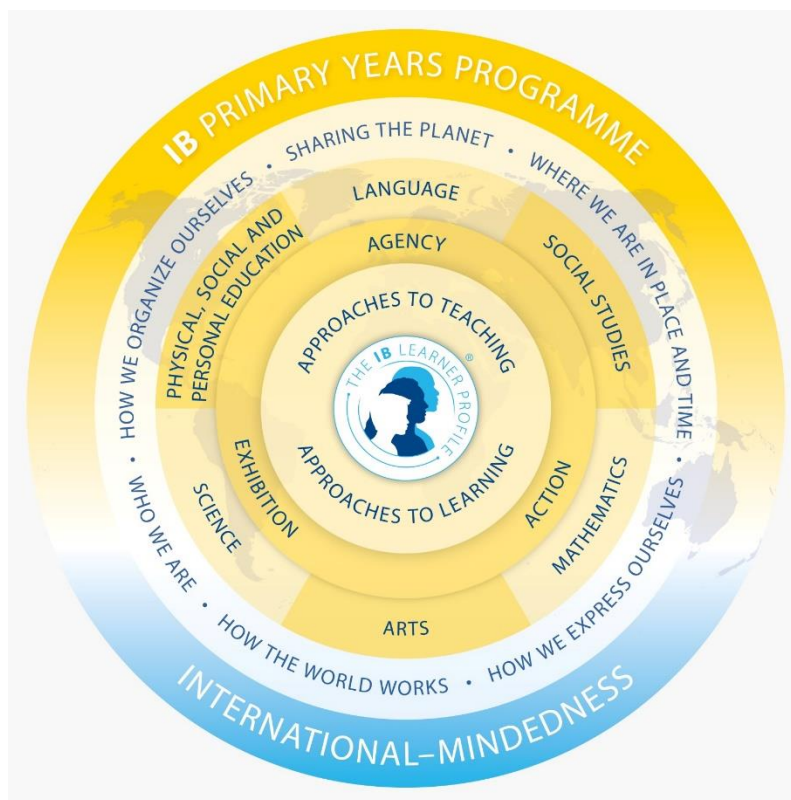 IB PRIMARY YEARS PROGRAMME
HOW WE ORGANIZE OURSELVES • SHARING THE PLANET • WHERE WE ARE IN PLACE AND TIME •
WHO WE ARE • HOW THE WORLD WORKS • HOW WE EXPRESS OURSELVES •
LANGUAGE
SOCIAL STUDIES
MATHEMATICS
ARTS
SCIENCE
PHYSICAL, SOCIAL AND
PERSONAL EDUCATION
AGENCY
ACTION
EXHIBITION
APPROACHES TO TEACHING
APPROACHES TO LEARNING
THE IB LEARNER PROFILE ®
INTERNATIONAL–MINDEDNESS